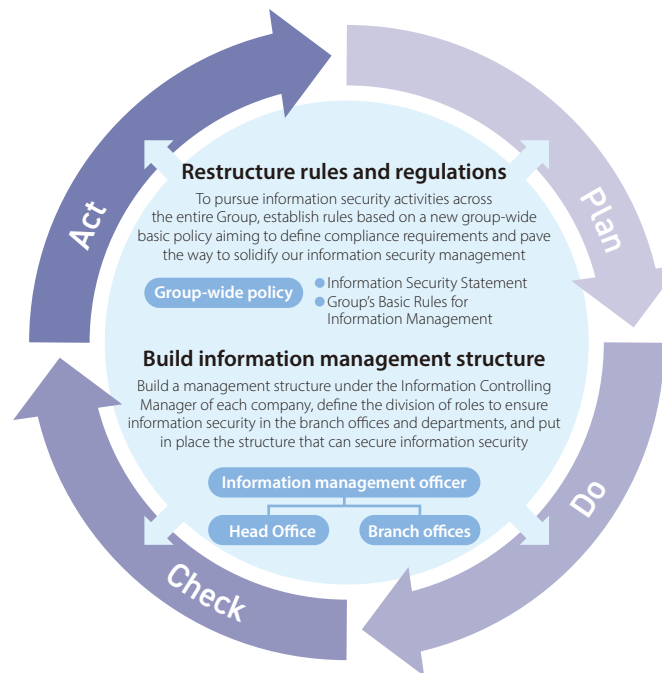 Act
Plan
Restructure rules and regulations
To pursue information security activities across
the entire Group, establish rules based on a new group-wide
basic policy aiming to define compliance requirements and pave
the way to solidify our information security management
Group-wide policy
● Information Security Statement
● Group's Basic Rules for
Information Management
Build information management structure
Build a management structure under the Information Controlling
Manager of each company, define the division of roles to ensure
information security in the branch offices and departments, and put
in place the structure that can secure information security
Information management officer
Head Office
Branch offices
Check
Do